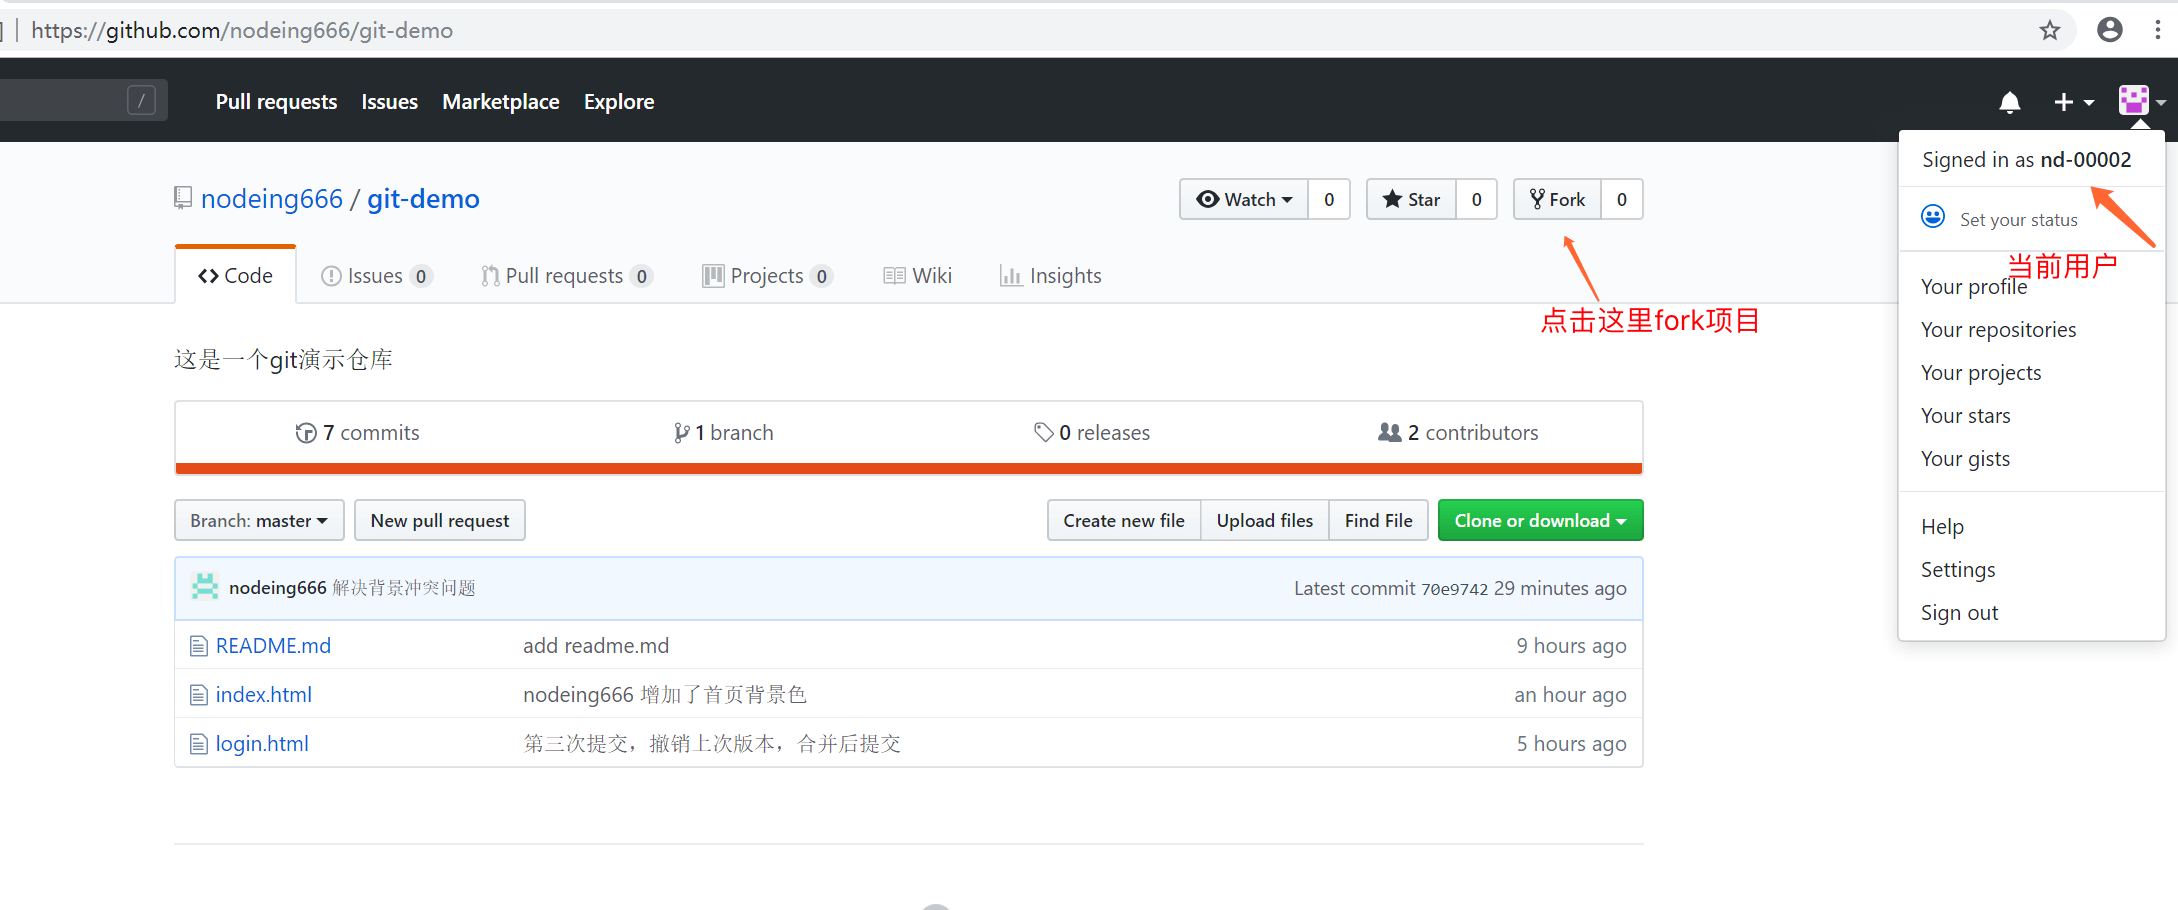 https://github.com/nodeing666/git-demo
/ Pull requests Issues Marketplace Explore
Signed in as nd-00002
Set your status
当前用户
Your profile
Your repositories
Your projects
Your stars
Your gists
Help
Settings
Sign out
nodeing666 / git-demo
Watch 0 Star 0 Fork 0
Code Issues 0 Pull requests 0 Projects 0 Wiki Insights
点击这里fork项目
这是一个git演示仓库
7 commits 1 branch 0 releases 2 contributors
Branch: master New pull request Create new file Upload files Find File Clone or download
nodeing666 解决背景冲突问题 Latest commit 70e9742 29 minutes ago
README.md add readme.md 9 hours ago
index.html nodeing666 增加了首页背景色 an hour ago
login.html 第三次提交，撤销上次版本，合并后提交 5 hours ago